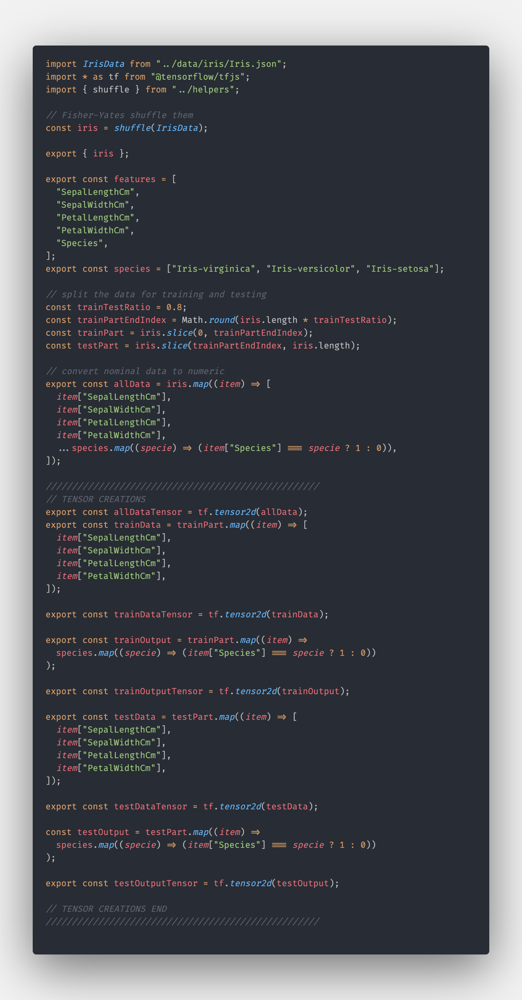 import IrisData from "../data/iris/Iris.json";
import * as tf from "@tensorflow/tfjs";
import { shuffle } from "../helpers";

// Fisher-Yates shuffle them
const iris = shuffle(IrisData);

export { iris };

export const features = [
  "SepalLengthCm",
  "SepalWidthCm",
  "PetalLengthCm",
  "PetalWidthCm",
  "Species",
];
export const species = ["Iris-virginica", "Iris-versicolor", "Iris-setosa"];

// split the data for training and testing
const trainTestRatio = 0.8;
const trainPartEndIndex = Math.round(iris.length * trainTestRatio);
const trainPart = iris.slice(0, trainPartEndIndex);
const testPart = iris.slice(trainPartEndIndex, iris.length);

// convert nominal data to numeric
export const allData = iris.map((item) => [
  item["SepalLengthCm"],
  item["SepalWidthCm"],
  item["PetalLengthCm"],
  item["PetalWidthCm"],
  ...species.map((specie) => (item["Species"] === specie ? 1 : 0)),
]);

////////////////////////////////////////////////////
// TENSOR CREATIONS
export const allDataTensor = tf.tensor2d(allData);
export const trainData = trainPart.map((item) => [
  item["SepalLengthCm"],
  item["SepalWidthCm"],
  item["PetalLengthCm"],
  item["PetalWidthCm"],
]);

export const trainDataTensor = tf.tensor2d(trainData);

export const trainOutput = trainPart.map((item) =>
  species.map((specie) => (item["Species"] === specie ? 1 : 0))
);

export const trainOutputTensor = tf.tensor2d(trainOutput);

export const testData = testPart.map((item) => [
  item["SepalLengthCm"],
  item["SepalWidthCm"],
  item["PetalLengthCm"],
  item["PetalWidthCm"],
]);

export const testDataTensor = tf.tensor2d(testData);

const testOutput = testPart.map((item) =>
  species.map((specie) => (item["Species"] === specie ? 1 : 0))
);

export const testOutputTensor = tf.tensor2d(testOutput);

// TENSOR CREATIONS END
////////////////////////////////////////////////////